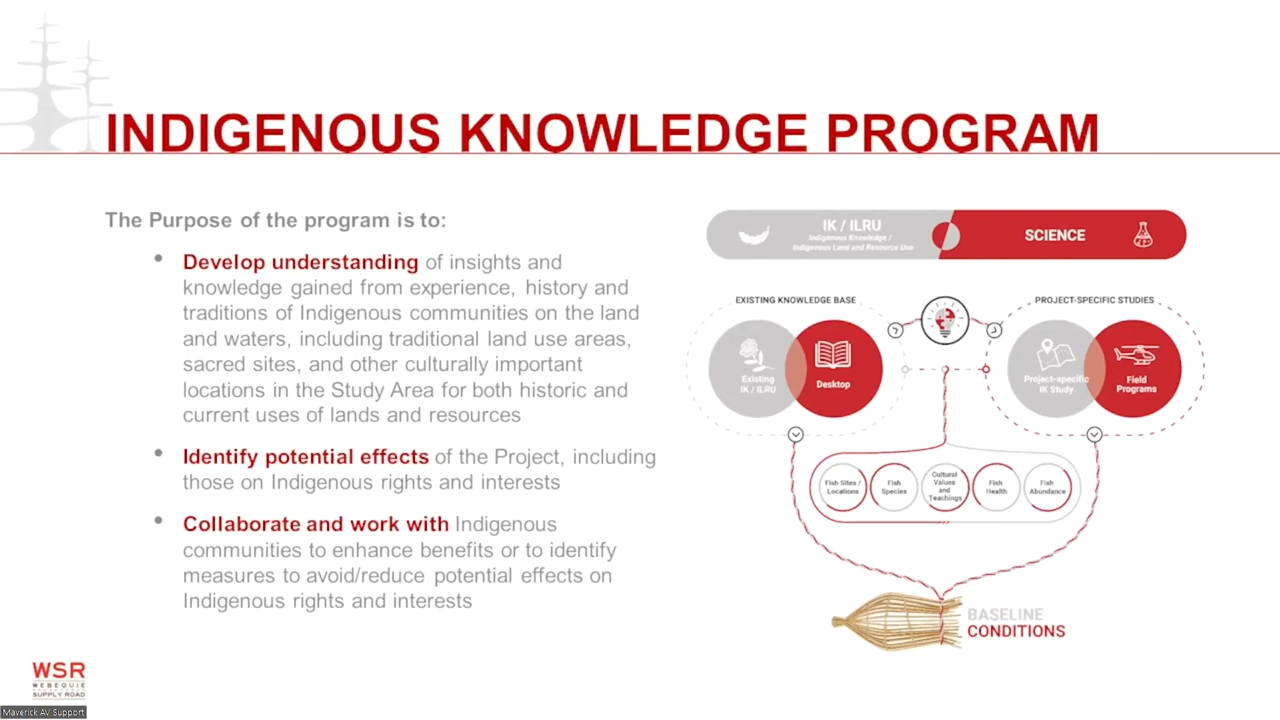 INDIGENOUS KNOWLEDGE PROGRAM
The Purpose of the program is to:
• Develop understanding of insights and
knowledge gained from experience, history and
traditions of Indigenous communities on the land
and waters, including traditional land use areas,
sacred sites, and other culturally important
locations in the Study Area for both historic and
current uses of lands and resources
• Identify potential effects of the Project, including
those on Indigenous rights and interests
• Collaborate and work with Indigenous
communities to enhance benefits or to identify
measures to avoid/reduce potential effects on
Indigenous rights and interests
IK / ILRU
Indigenous Knowledge /
Indigenous Land and Resource Use
SCIENCE
EXISTING KNOWLEDGE BASE
Existing
IK / ILRU
Desktop
PROJECT-SPECIFIC STUDIES
Project-specific
IK Study
Field
Programs
Fish Sites /
Locations
Fish
Species
Cultural
Values
and
Teachings
Fish
Health
Fish
Abundance
BASELINE
CONDITIONS
WSR
WEBEQUIE
SUPPLY ROAD
Maverick AV Support